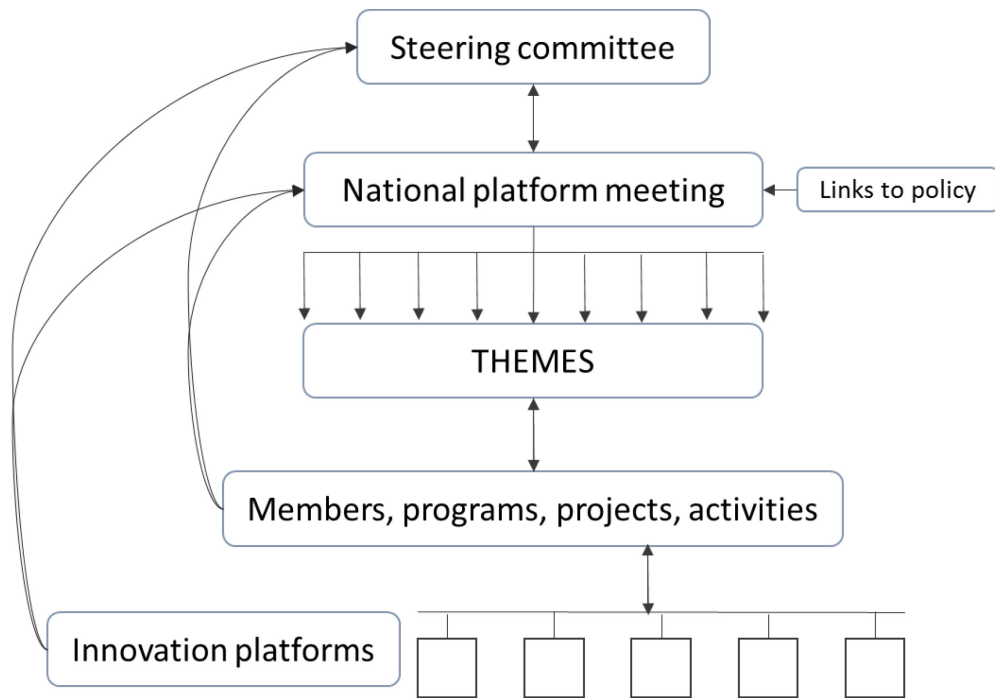 Steering committee
National platform meeting
Links to policy
THEMES
Members, programs, projects, activities
Innovation platforms